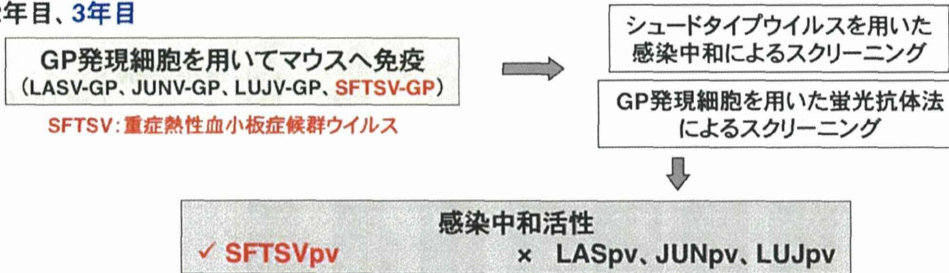 2年目、3年目
GP発現細胞を用いてマウスへ免疫
(LASV-GP、JUNV-GP、LUJV-GP、SFTSV-GP)
SFTSV:重症熱性血小板症候群ウイルス
シュードタイプウイルスを用いた
感染中和によるスクリーニング
GP発現細胞を用いた蛍光抗体法
によるスクリーニング
感染中和活性
✓ SFTSVpv × LASpv、JUNpv、LUJpv